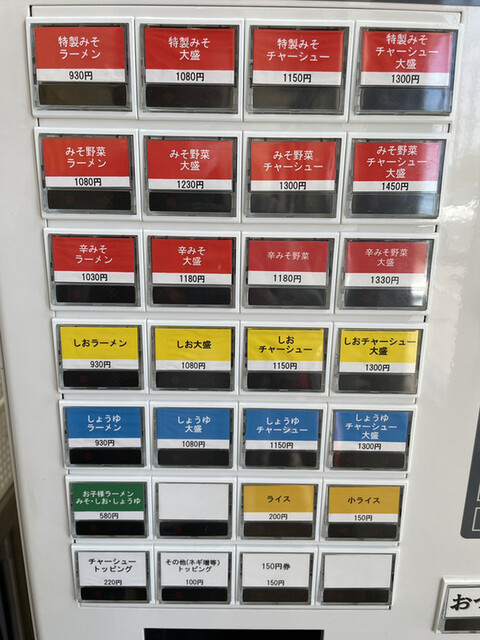 特製みそ
ラーメン
930円
特製みそ
大盛
1080円
特製みそ
チャーシュー
1150円
特製みそ
チャーシュー
大盛
1300円
みそ野菜
ラーメン
1080円
みそ野菜
大盛
1230円
みそ野菜
チャーシュー
1300円
みそ野菜
チャーシュー
大盛
1450円
辛みそ
ラーメン
1030円
辛みそ
大盛
1180円
辛みそ野菜
1180円
辛みそ野菜
大盛
1330円
しおラーメン
930円
しお大盛
1080円
しお
チャーシュー
1150円
しおチャーシュー
大盛
1300円
しょうゆ
ラーメン
930円
しょうゆ
大盛
1080円
しょうゆ
チャーシュー
1150円
しょうゆ
チャーシュー
大盛
1300円
お子様ラーメン
みそ・しお・しょうゆ
580円
ライス
200円
小ライス
150円
チャーシュー
トッピング
220円
その他(ネギ増等)
トッピング
100円
150円券
150円
おつ